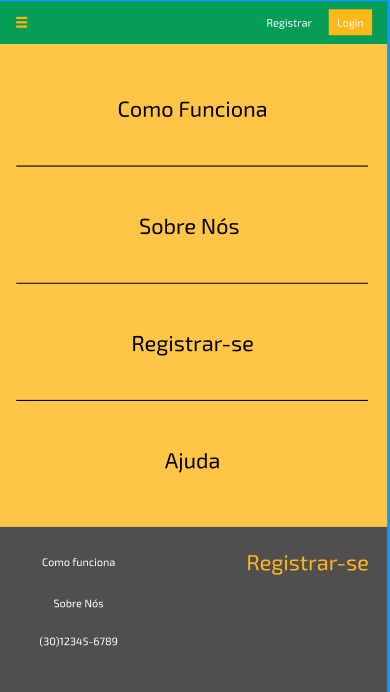 Registrar
Login
Como Funciona
Sobre Nós
Registrar-se
Ajuda
Como funciona
Registrar-se
Sobre Nós
(30)12345-6789